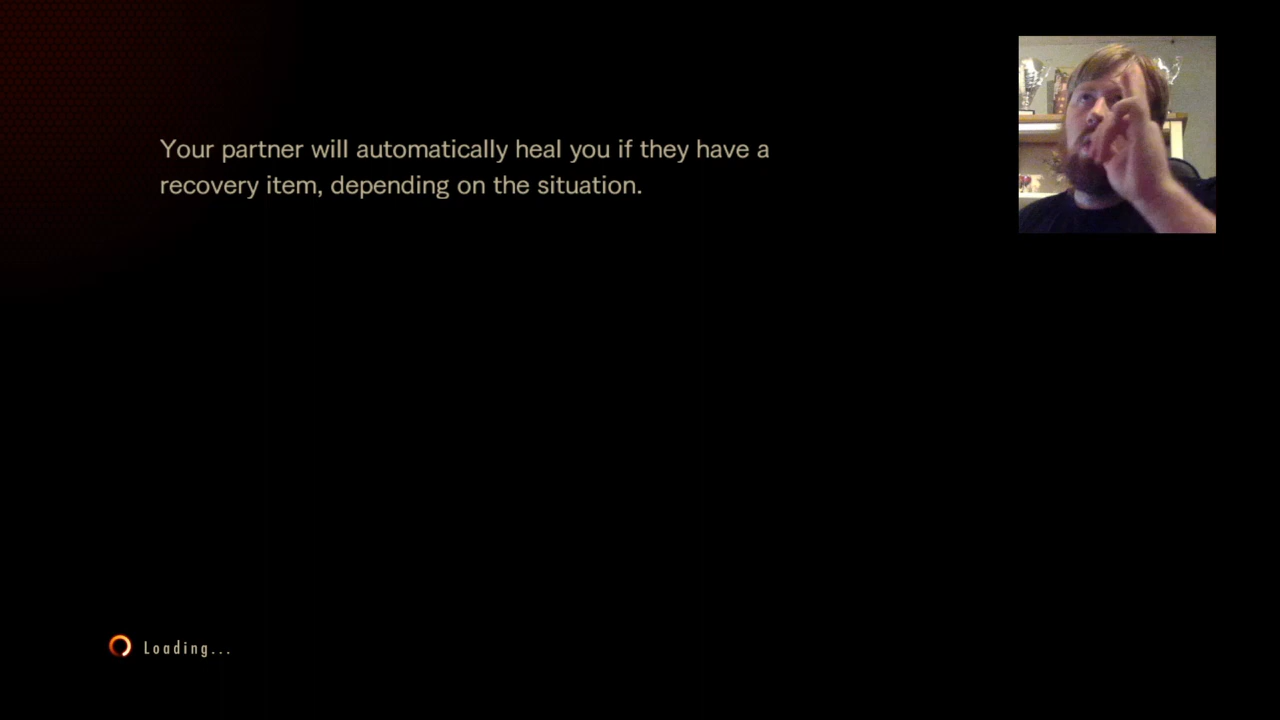 Your partner will automatically heal you if they have a
recovery item, depending on the situation.
Loading...